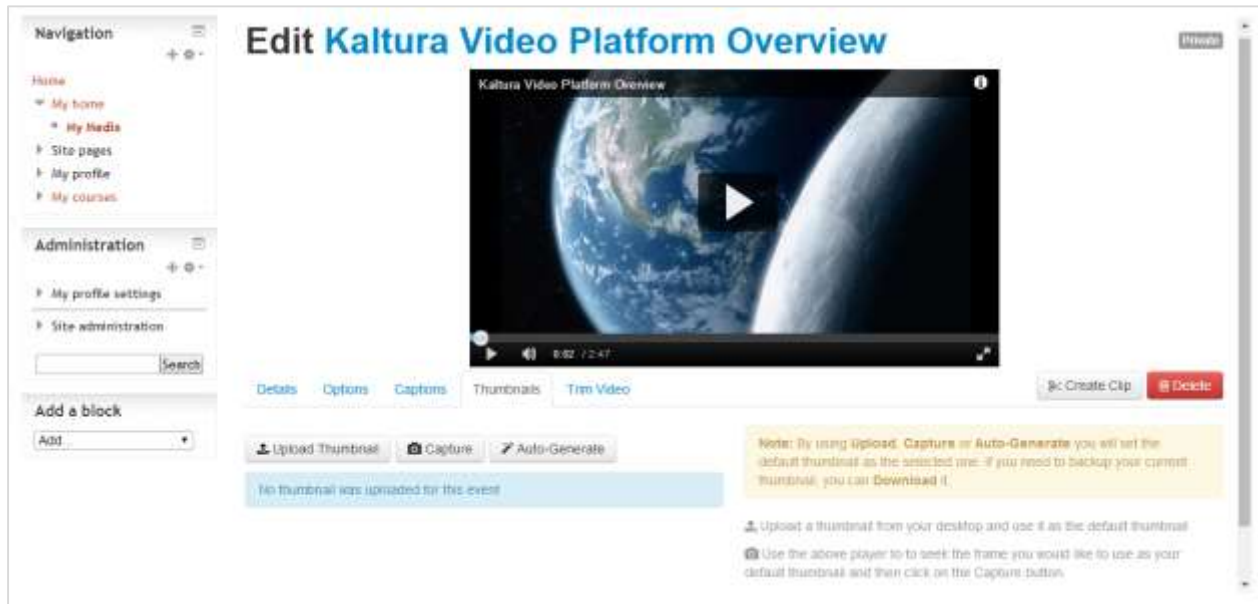 Navigation
Home
My home
My Media
Site pages
My profile
My courses
Administration
My profile settings
Site administration
Search
Add a block
Add
Edit Kaltura Video Platform Overview
Private
Kaltura Video Platform Overview
0:02 / 2:47
Details Options Captions Thumbnails Trim Video
Create Clip Delete
Upload Thumbnail Capture Auto-Generate
No thumbnail was uploaded for this event
Note: By using Upload, Capture or Auto-Generate you will set the
default thumbnail as the selected one. If you need to backup your current
thumbnail, you can Download it.
Upload a thumbnail from your desktop and use it as the default thumbnail
Use the above player to to seek the frame you would like to use as your
default thumbnail and then click on the Capture button.